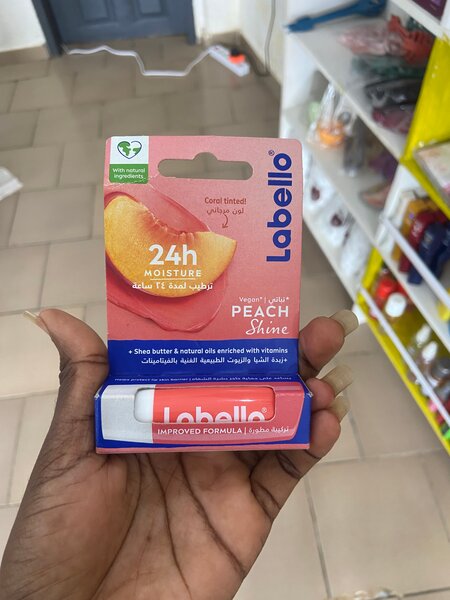 With natural
ingredients
Labello®
Coral tinted!
لون مرجاني
24h
MOISTURE
ترطيب لمدة ٢٤ ساعة
Vegan* | نباتي*
PEACH
Shine
+ Shea butter & natural oils enriched with vitamins
+زبدة الشيا والزيوت الطبيعية الغنية بالفيتامينات
Labello®
IMPROVED FORMULA | تركيبة مطورة